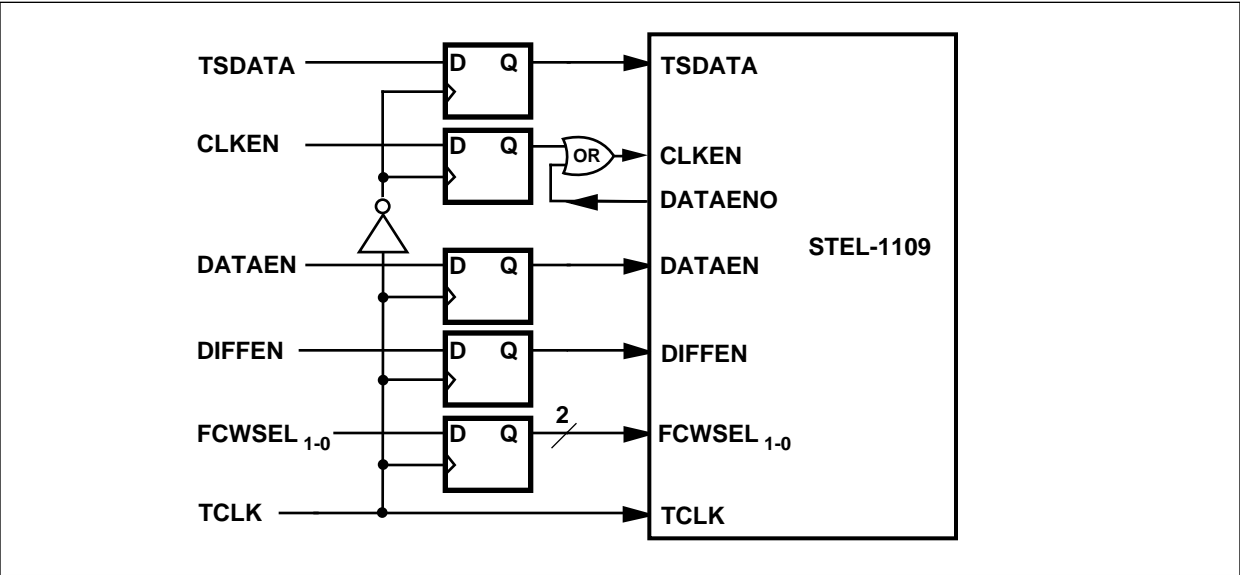 TSDATA
D Q
TSDATA
CLKEN
D Q
OR
CLKEN
DATAENO
STEL-1109
DATAEN
D Q
DATAEN
DIFFEN
D Q
DIFFEN
FCWSEL 1-0
D Q
2
FCWSEL 1-0
TCLK
TCLK